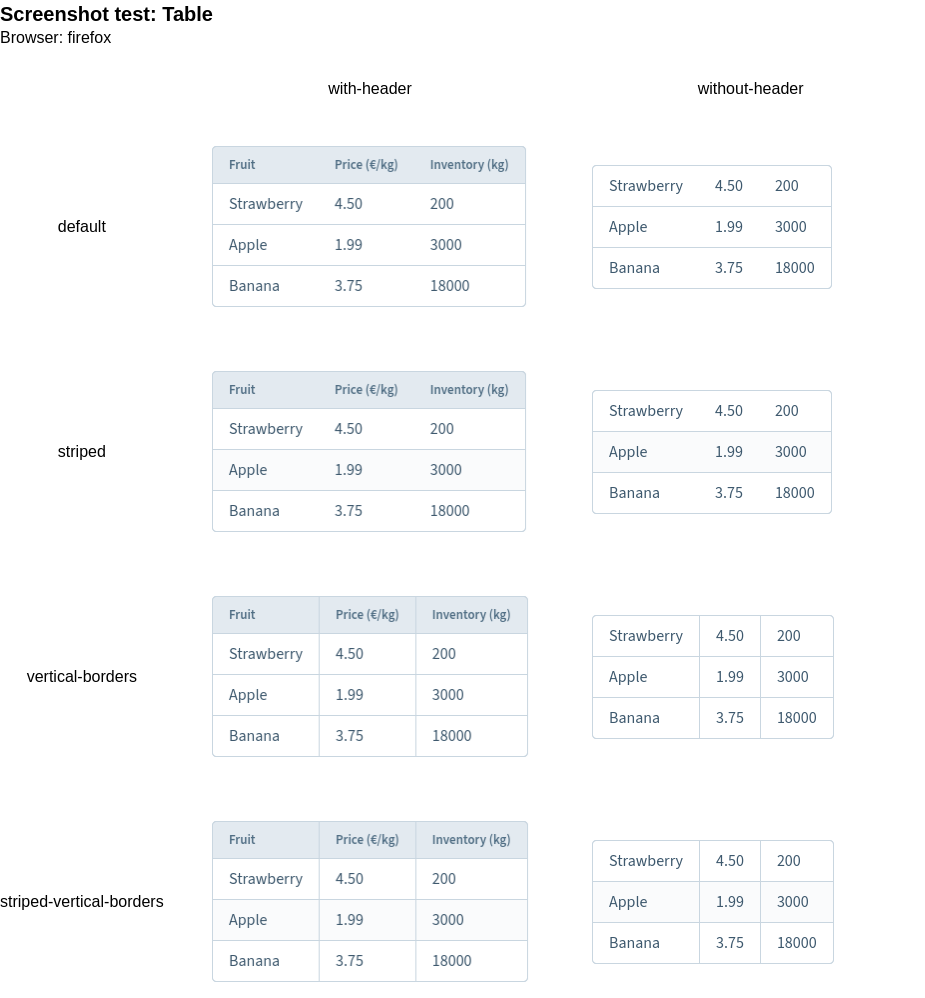 Screenshot test: Table
Browser: firefox
with-header without-header
default
Fruit Price (€/kg) Inventory (kg)
Strawberry 4.50 200
Apple 1.99 3000
Banana 3.75 18000
Strawberry 4.50 200
Apple 1.99 3000
Banana 3.75 18000
striped
Fruit Price (€/kg) Inventory (kg)
Strawberry 4.50 200
Apple 1.99 3000
Banana 3.75 18000
Strawberry 4.50 200
Apple 1.99 3000
Banana 3.75 18000
vertical-borders
Fruit Price (€/kg) Inventory (kg)
Strawberry 4.50 200
Apple 1.99 3000
Banana 3.75 18000
Strawberry 4.50 200
Apple 1.99 3000
Banana 3.75 18000
striped-vertical-borders
Fruit Price (€/kg) Inventory (kg)
Strawberry 4.50 200
Apple 1.99 3000
Banana 3.75 18000
Strawberry 4.50 200
Apple 1.99 3000
Banana 3.75 18000